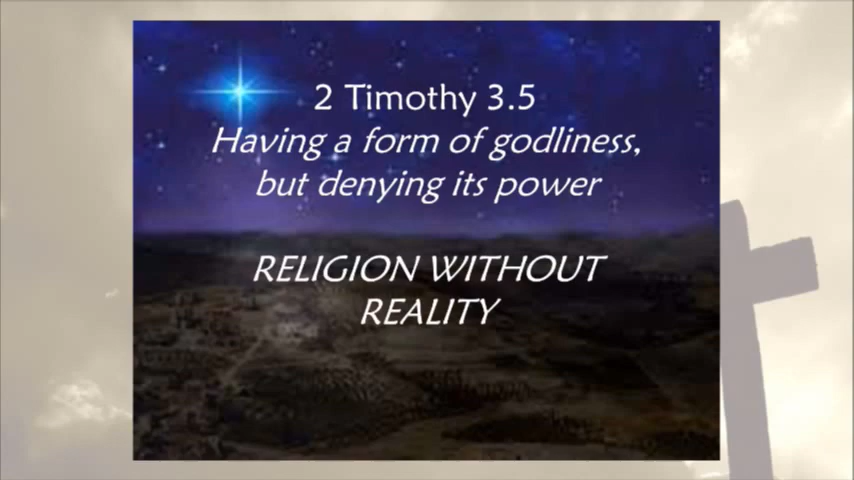 2 Timothy 3.5
Having a form of godliness,
but denying its power
RELIGION WITHOUT
REALITY